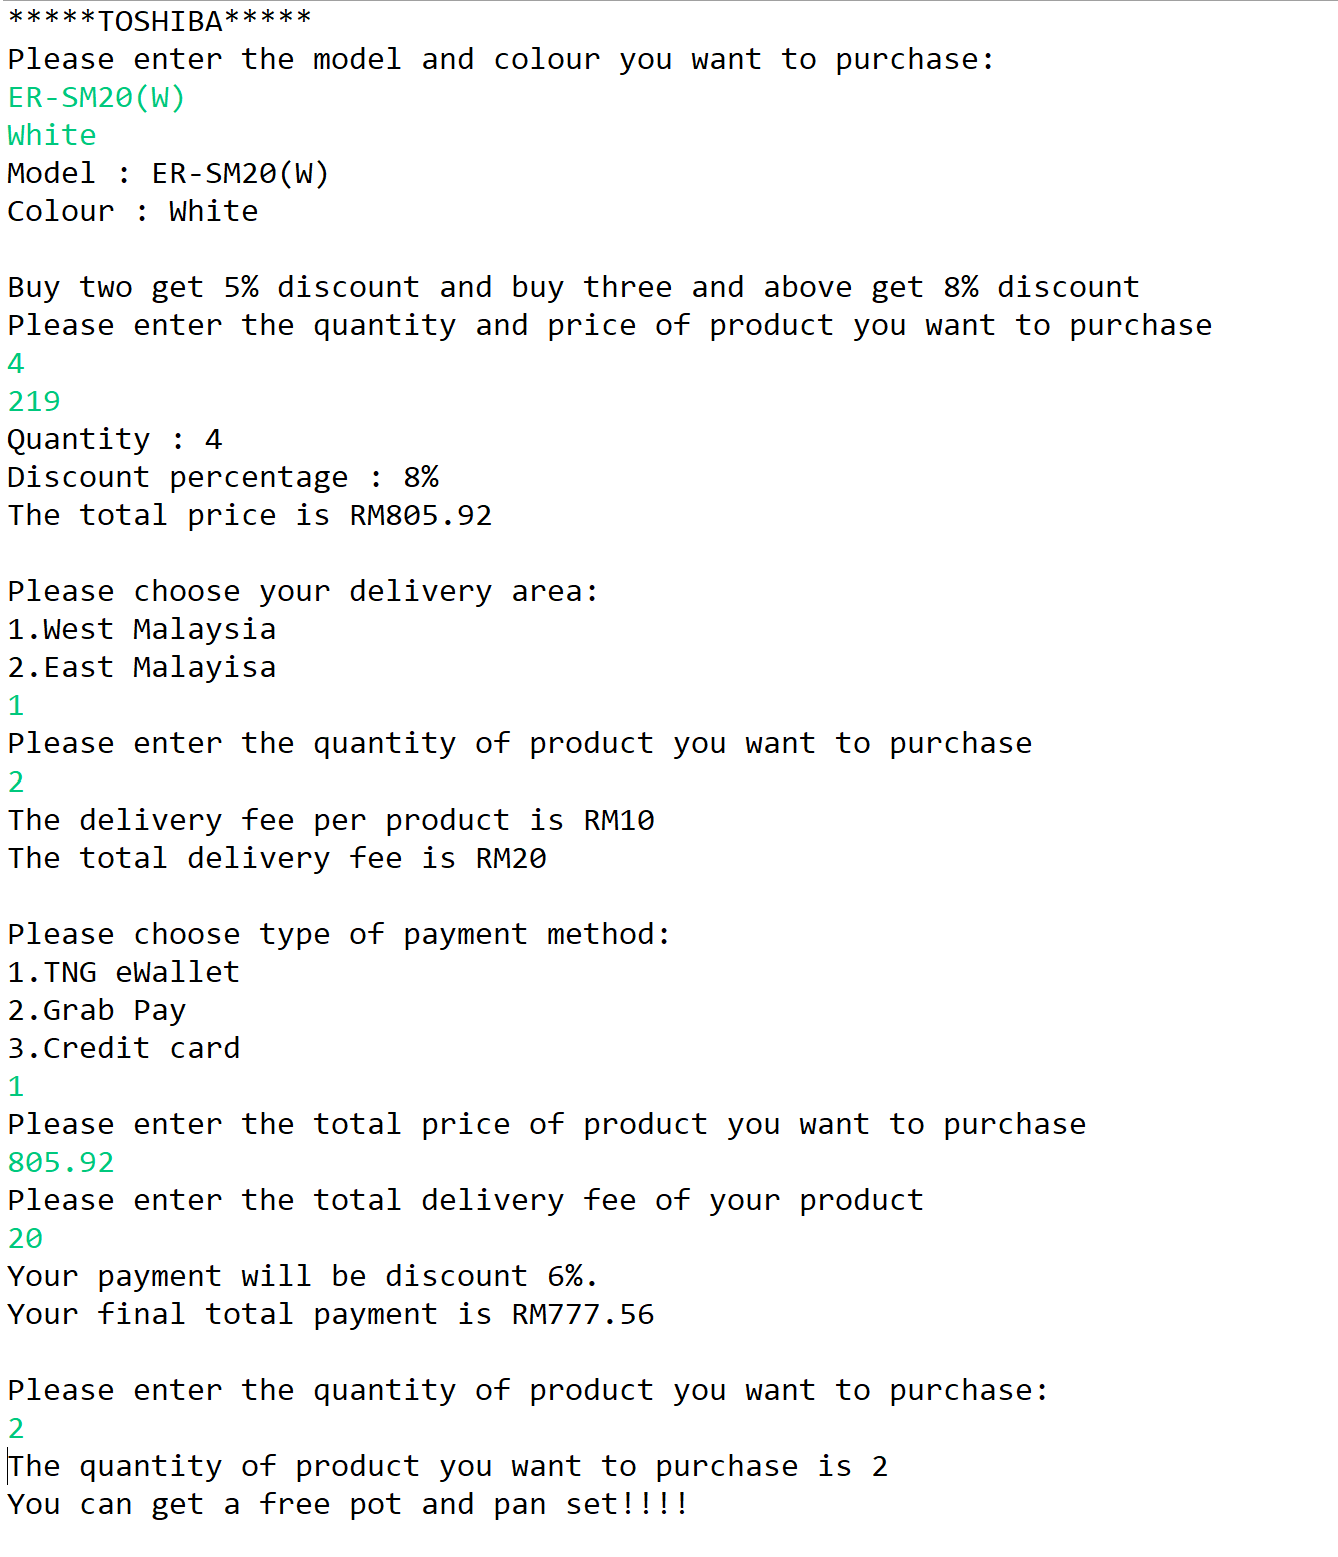 *****TOSHIBA*****
Please enter the model and colour you want to purchase:
ER-SM20(W)
White
Model : ER-SM20(W)
Colour : White
Buy two get 5% discount and buy three and above get 8% discount
Please enter the quantity and price of product you want to purchase
4
219
Quantity : 4
Discount percentage : 8%
The total price is RM805.92
Please choose your delivery area:
1.West Malaysia
2.East Malayisa
1
Please enter the quantity of product you want to purchase
2
The delivery fee per product is RM10
The total delivery fee is RM20
Please choose type of payment method:
1.TNG eWallet
2.Grab Pay
3.Credit card
1
Please enter the total price of product you want to purchase
805.92
Please enter the total delivery fee of your product
20
Your payment will be discount 6%.
Your final total payment is RM777.56
Please enter the quantity of product you want to purchase:
2
The quantity of product you want to purchase is 2
You can get a free pot and pan set!!!!